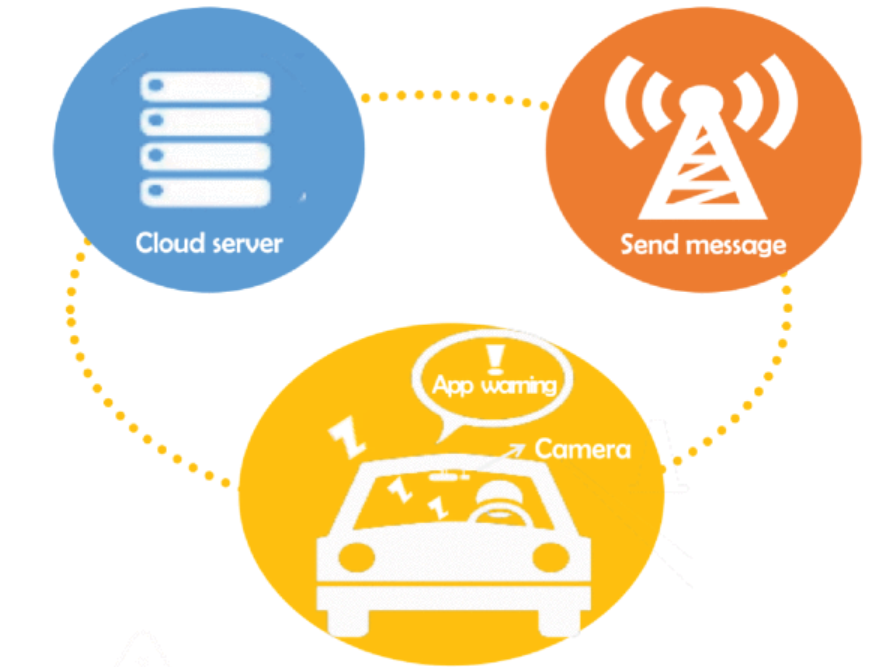 Cloud server
Send message
!
App warning
Camera
z
z
z